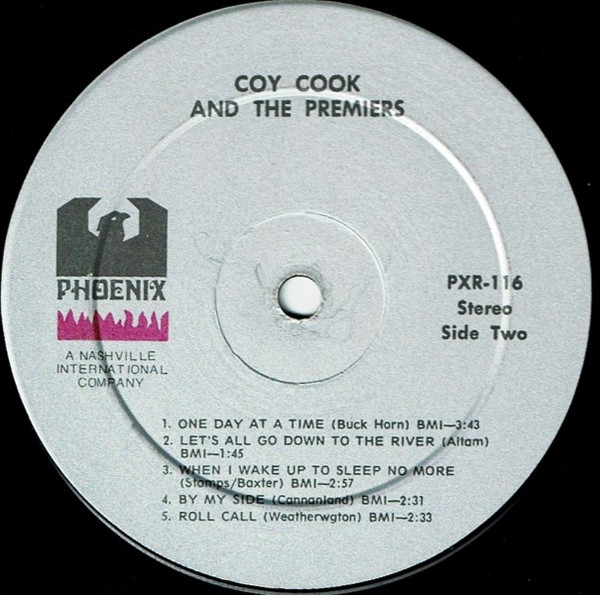 COY COOK
AND THE PREMIERS
PHOENIX
A NASHVILLE
INTERNATIONAL
COMPANY
PXR-116
Stereo
Side Two
1. ONE DAY AT A TIME (Buck Horn) BMI—3:43
2. LET'S ALL GO DOWN TO THE RIVER (Altam)
BMI—1:45
3. WHEN I WAKE UP TO SLEEP NO MORE
(Stamps/Baxter) BMI—2:57
4. BY MY SIDE (Cannanland) BMI—2:31
5. ROLL CALL (Weatherwgton) BMI—2:33